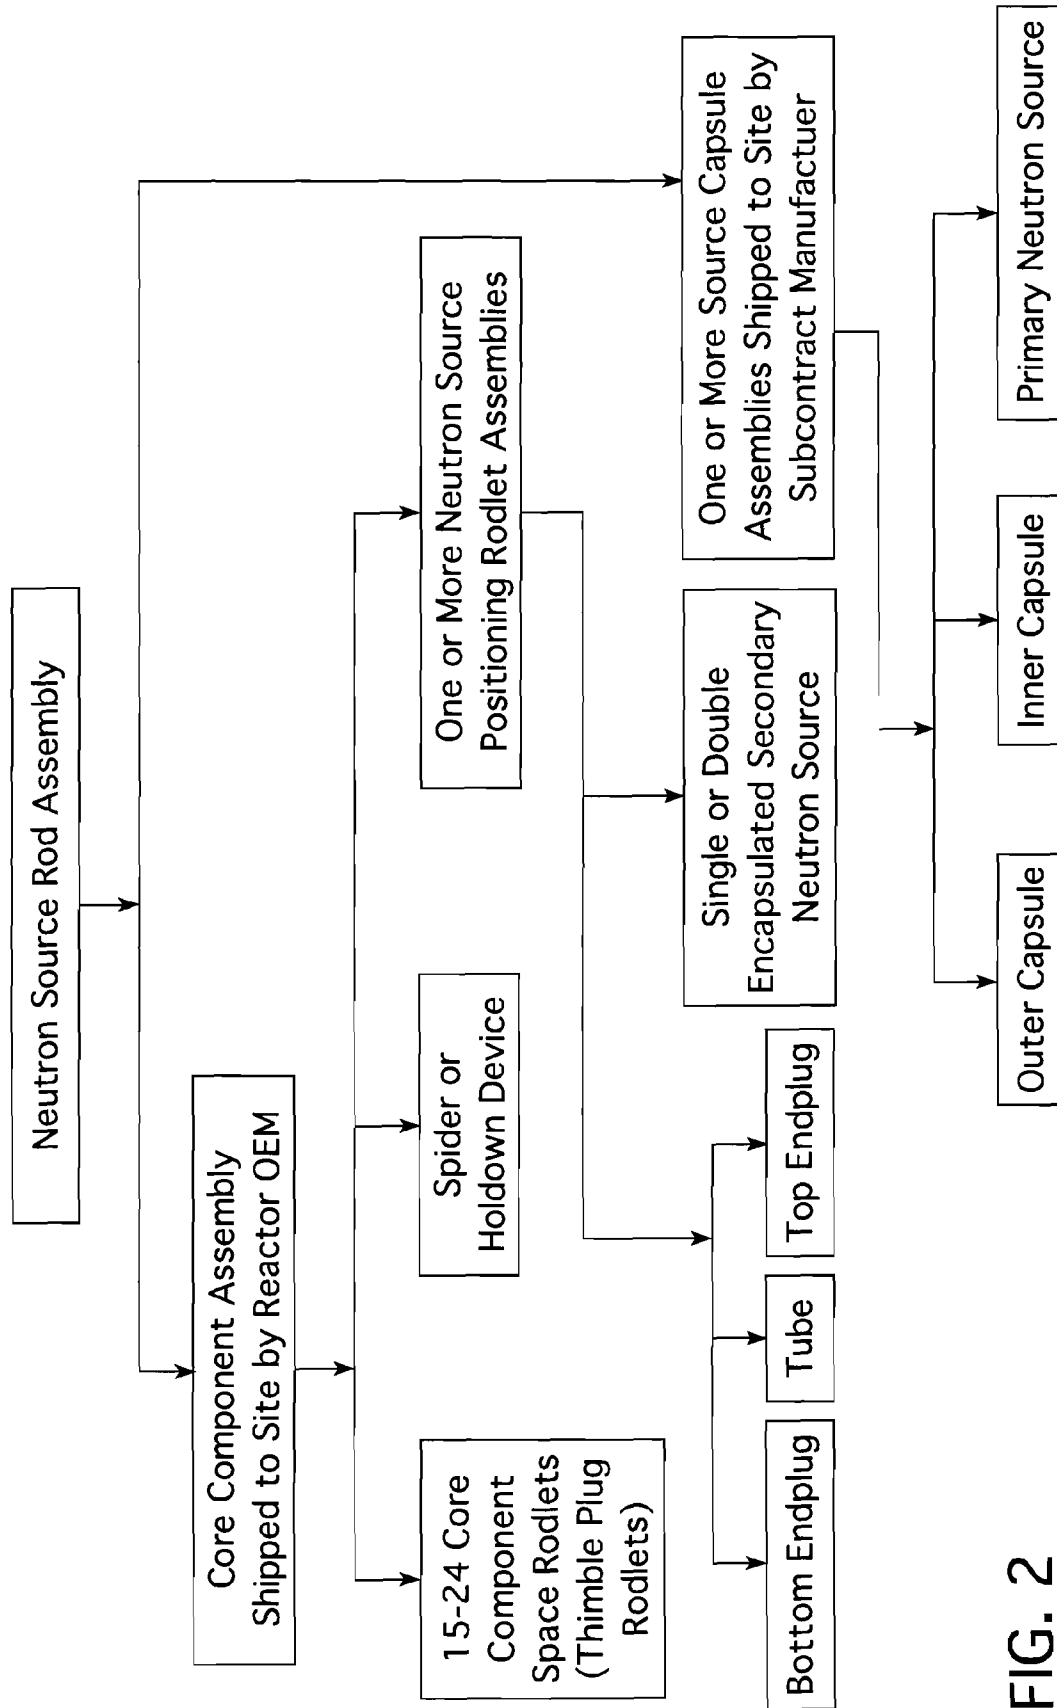 Neutron Source Rod Assembly
Core Component Assembly
Shipped to Site by Reactor OEM
15-24 Core
Component
Space Rodlets
(Thimble Plug
Rodlets)
Spider or
Holdown Device
One or More Neutron Source
Positioning Rodlet Assemblies
Bottom Endplug
Tube
Top Endplug
Single or Double
Encapsulated Secondary
Neutron Source
One or More Source Capsule
Assemblies Shipped to Site by
Subcontract Manufactuer
Outer Capsule
Inner Capsule
Primary Neutron Source
FIG. 2